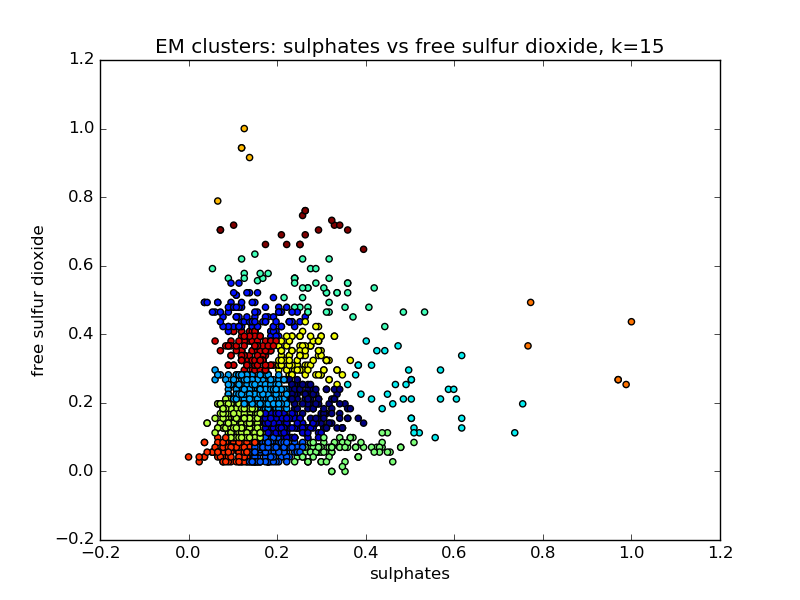 EM clusters: sulphates vs free sulfur dioxide, k=15
1.2
1.0
0.8
0.6
0.4
0.2
0.0
−0.2
free sulfur dioxide
−0.2 0.0 0.2 0.4 0.6 0.8 1.0 1.2
sulphates